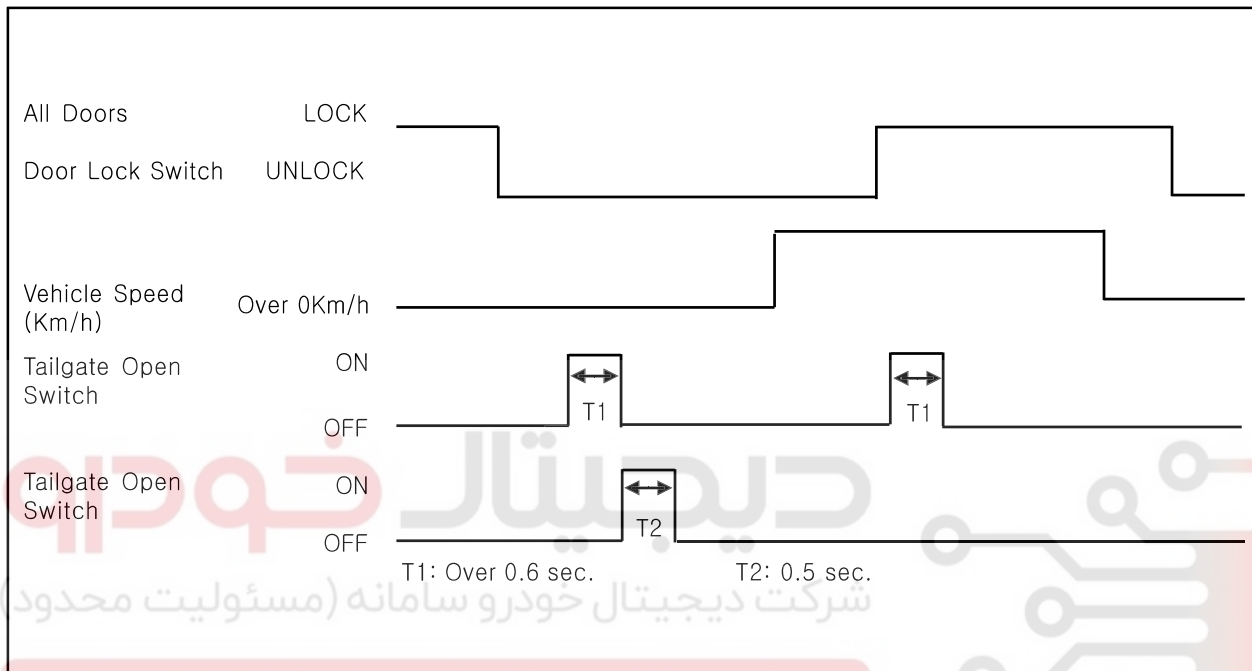 All Doors LOCK
Door Lock Switch UNLOCK
Vehicle Speed
(Km/h)
Over 0Km/h
Tailgate Open
Switch
ON
T1
T1
OFF
Tailgate Open
Switch
ON
T2
OFF
T1: Over 0.6 sec. T2: 0.5 sec.
دیجیتال خودرو
شرکت دیجیتال خودرو سامانه (مسئولیت محدود)